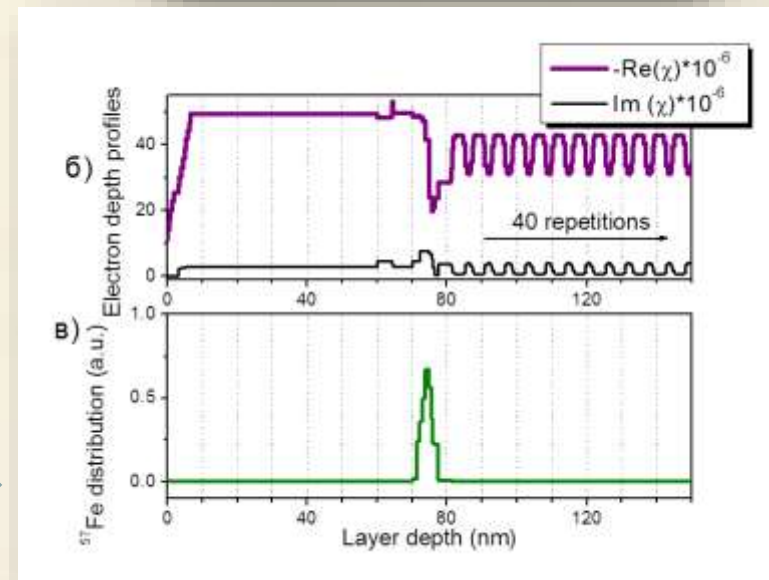 -Re(χ)*10⁻⁶
Im (χ)*10⁻⁶
б)
Electron depth profiles
40
20
0
40 repetitions
0 40 80 120
в)
⁵⁷Fe distribution (a.u.)
1.0
0.5
0.0
0 40 80 120
Layer depth (nm)